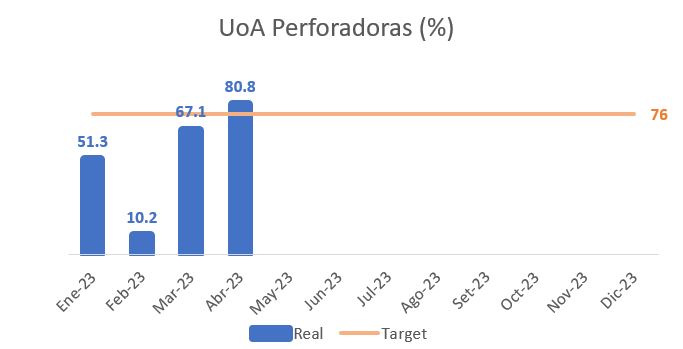 UoA Perforadoras (%)
80.8
67.1
76
51.3
10.2
Ene-23
Feb-23
Mar-23
Abr-23
May-23
Jun-23
Jul-23
Ago-23
Set-23
Oct-23
Nov-23
Dic-23
Real
Target